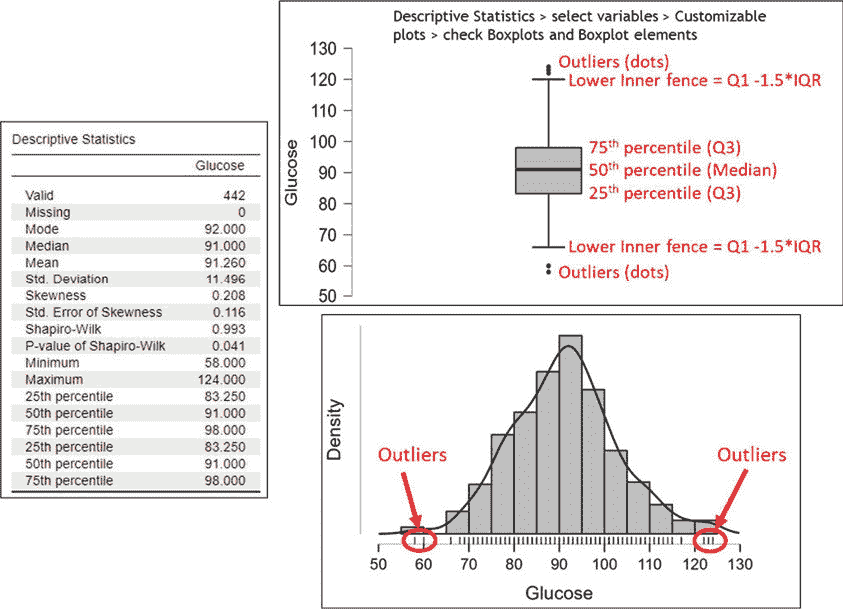 Descriptive Statistics
Glucose
Valid 442
Missing 0
Mode 92.000
Median 91.000
Mean 91.260
Std. Deviation 11.496
Skewness 0.208
Std. Error of Skewness 0.116
Shapiro-Wilk 0.993
P-value of Shapiro-Wilk 0.041
Minimum 58.000
Maximum 124.000
25th percentile 83.250
50th percentile 91.000
75th percentile 98.000
25th percentile 83.250
50th percentile 91.000
75th percentile 98.000
Descriptive Statistics > select variables > Customizable
plots > check Boxplots and Boxplot elements
130
120
110
100
90
80
70
60
50
Glucose
Outliers (dots)
Lower Inner fence = Q1 -1.5*IQR
75th percentile (Q3)
50th percentile (Median)
25th percentile (Q3)
Lower Inner fence = Q1 -1.5*IQR
Outliers (dots)
Density
Outliers
Outliers
50 60 70 80 90 100 110 120 130
Glucose